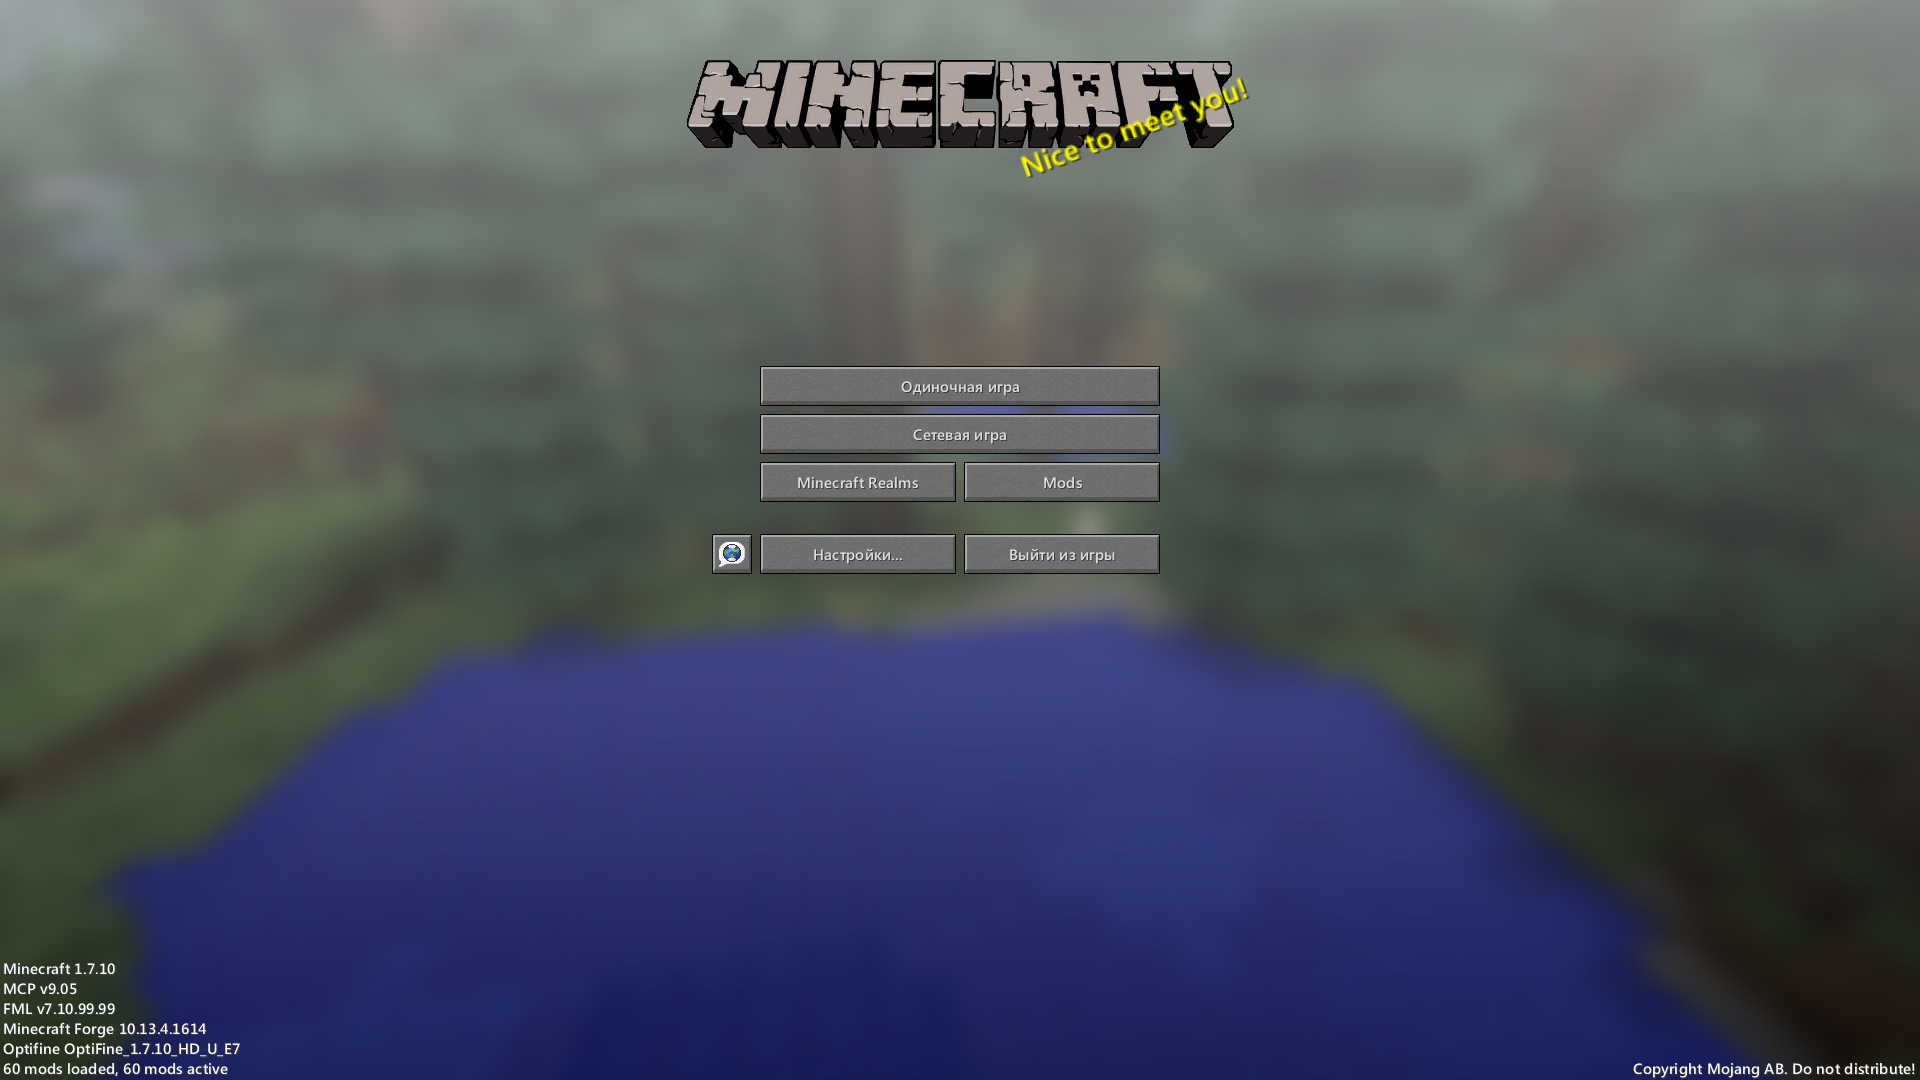 MINECRAFT
Nice to meet you!
Одиночная игра
Сетевая игра
Minecraft Realms
Mods
Настройки...
Выйти из игры
Minecraft 1.7.10
MCP v9.05
FML v7.10.99.99
Minecraft Forge 10.13.4.1614
Optifine OptiFine_1.7.10_HD_U_E7
60 mods loaded, 60 mods active
Copyright Mojang AB. Do not distribute!